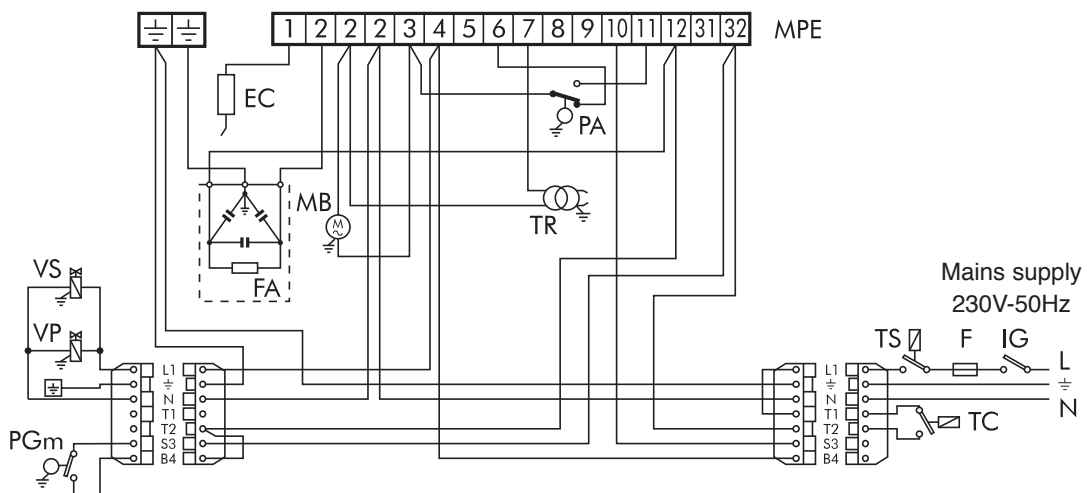 1 2 2 2 3 4 5 6 7 8 9 10 11 12 31 32 MPE
EC
PA
MB
M
TR
FA
VS
VP
PGm
L1
N
T1
T2
S3
B4
Mains supply
230V-50Hz
TS F IG
L
N
TC
L1
N
T1
T2
S3
B4